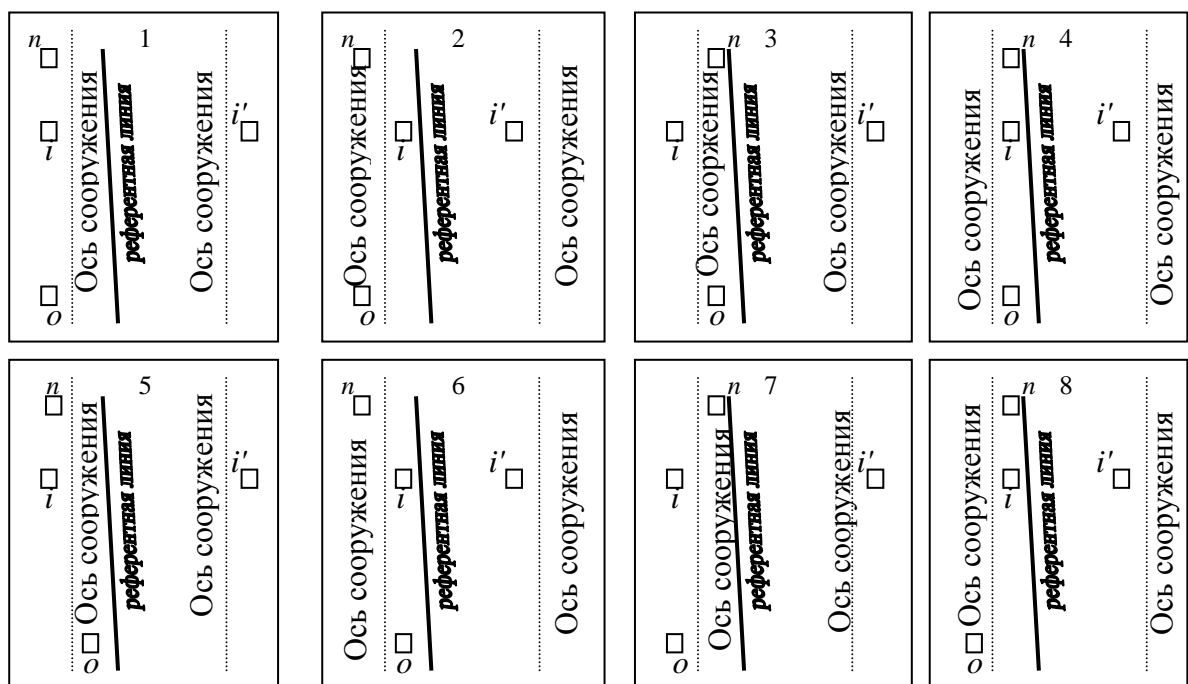 n 1
Ось сооружения
референтная линия
Ось сооружения
i
i'
o
n 2
Ось сооружения
референтная линия
Ось сооружения
i
i'
o
n 3
Ось сооружения
референтная линия
Ось сооружения
i
i'
o
n 4
Ось сооружения
референтная линия
Ось сооружения
i
i'
o
n 5
Ось сооружения
референтная линия
Ось сооружения
i
i'
o
n 6
Ось сооружения
референтная линия
Ось сооружения
i
i'
o
n 7
Ось сооружения
референтная линия
Ось сооружения
i
i'
o
n 8
Ось сооружения
референтная линия
Ось сооружения
i
i'
o